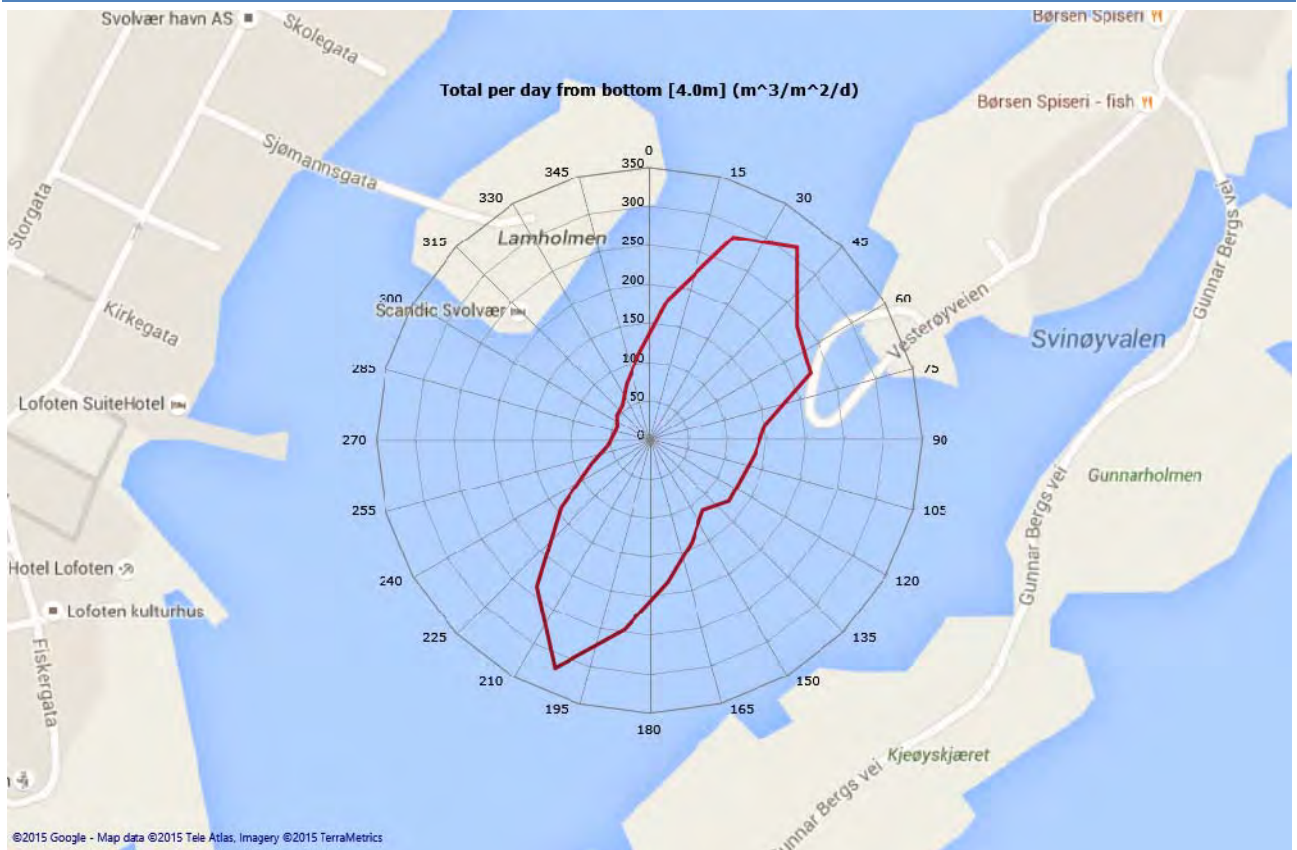 Svolvær havn AS
Skolegata
Børsen Spiseri
Total per day from bottom [4.0m] (m^3/m^2/d)
Børsen Spiseri - fish
Sjømannsgata
Storgata
Gunnar Bergs vei
0
350
345
15
330
30
300
315
Lamholmen
45
250
200
300
Scandic Svolvær
60
Vesterøyveien
Kirkegata
150
Svinøyvalen
285
100
75
Lofoten SuiteHotel
50
270
0
90
Gunnarholmen
255
105
Gunnar Bergs vei
Hotel Lofoten
240
120
Lofoten kulturhus
225
135
Fiskergata
210
150
195
165
180
Kjeøyskjæret
Gunnar Bergs vei
©2015 Google - Map data ©2015 Tele Atlas, Imagery ©2015 TerraMetrics